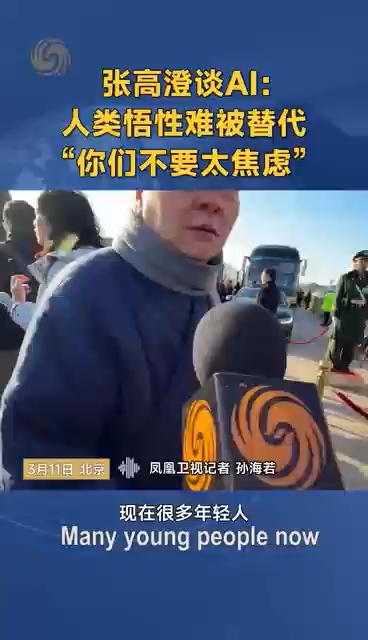 张高澄谈AI:
人类悟性难被替代
“你们不要太焦虑”
3月11日 北京
凤凰卫视记者 孙海若
现在很多年轻人
Many young people now